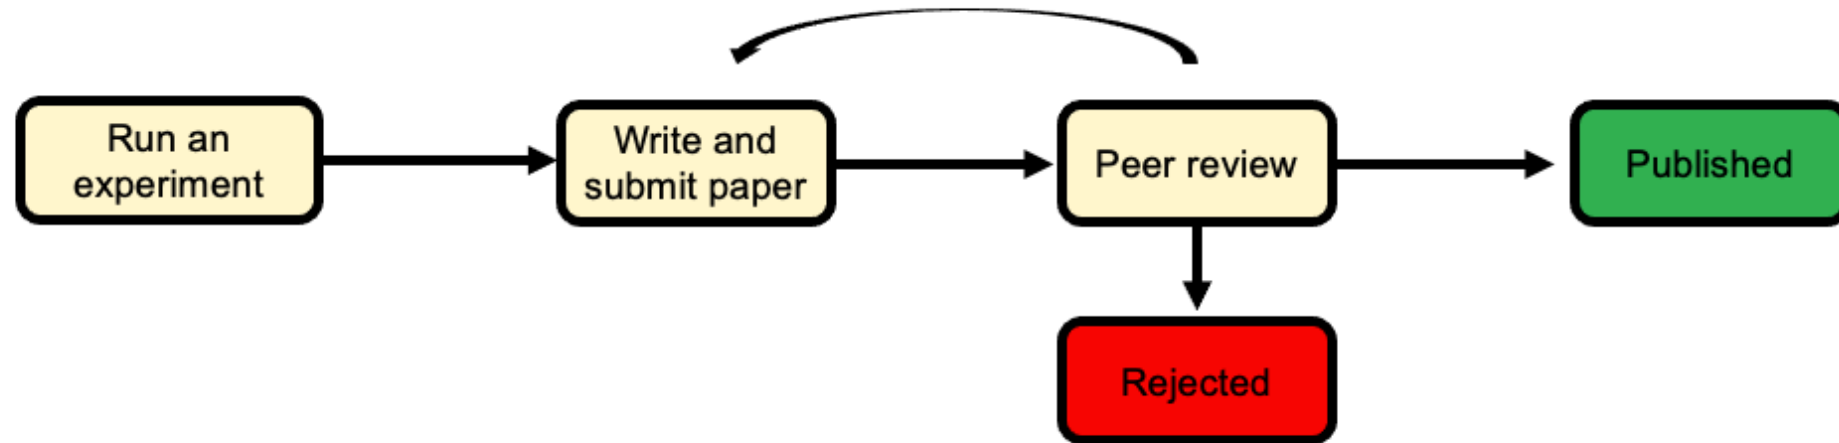 Run an
experiment
Write and
submit paper
Peer review
Published
Rejected